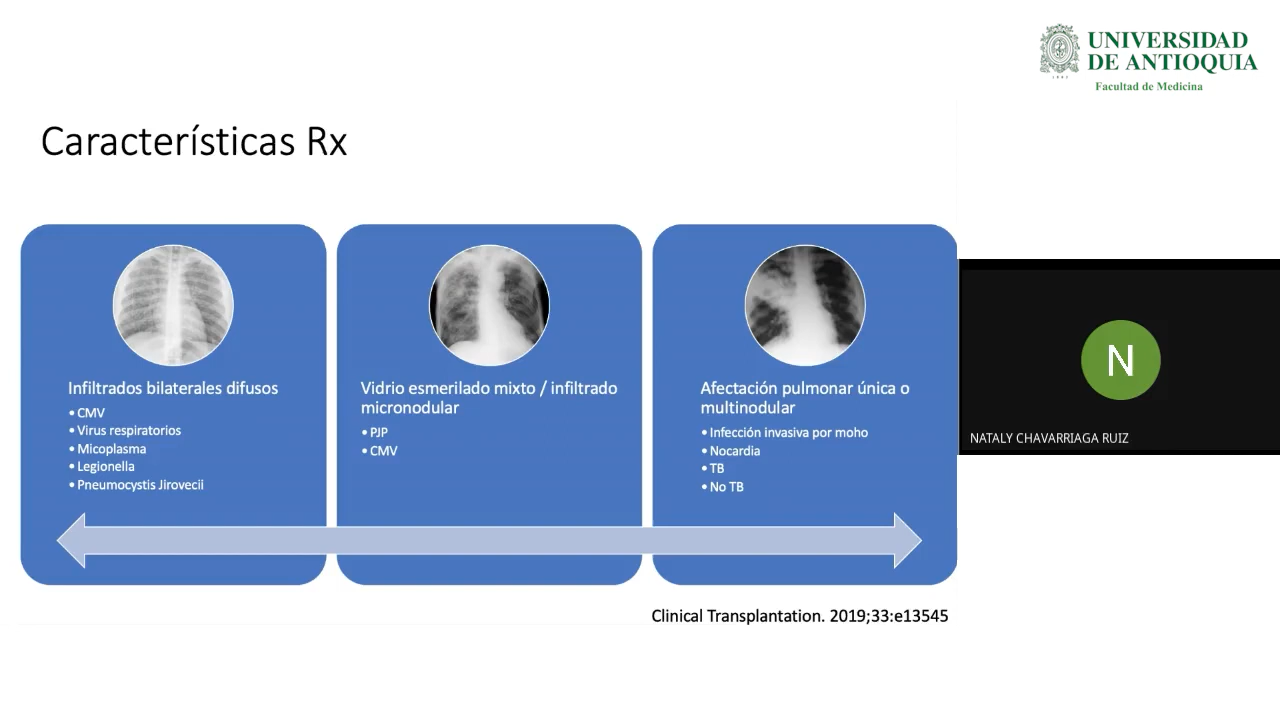 UNIVERSIDAD
DE ANTIOQUIA
Facultad de Medicina
Características Rx
Infiltrados bilaterales difusos
• CMV
• Virus respiratorios
• Micoplasma
• Legionella
• Pneumocystis Jirovecii
Vidrio esmerilado mixto / infiltrado
micronodular
• PJP
• CMV
Afectación pulmonar única o
multinodular
• Infección invasiva por moho
• Nocardia
• TB
• No TB
N
NATALY CHAVARRIAGA RUIZ
Clinical Transplantation. 2019;33:e13545